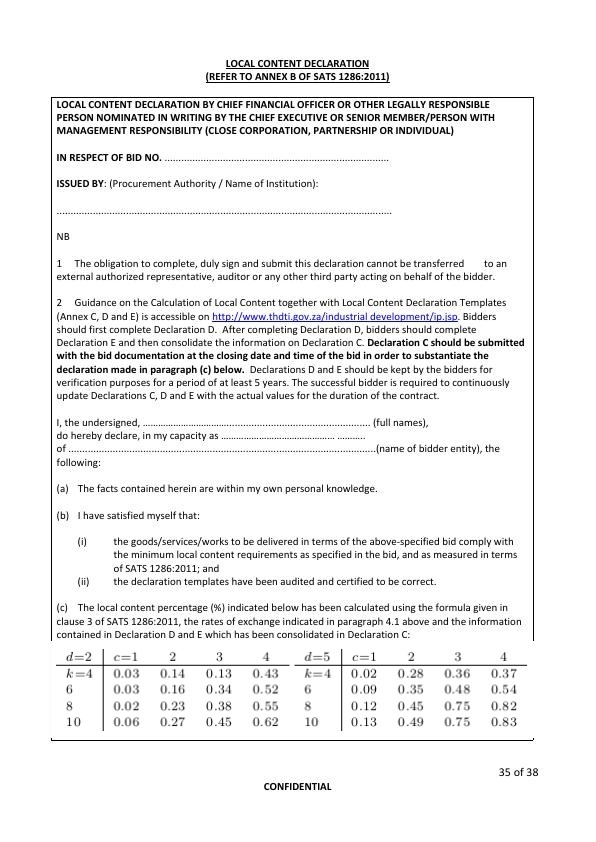 LOCAL CONTENT DECLARATION
(REFER TO ANNEX B OF SATS 1286:2011)
LOCAL CONTENT DECLARATION BY CHIEF FINANCIAL OFFICER OR OTHER LEGALLY RESPONSIBLE
PERSON NOMINATED IN WRITING BY THE CHIEF EXECUTIVE OR SENIOR MEMBER/PERSON WITH
MANAGEMENT RESPONSIBILITY (CLOSE CORPORATION, PARTNERSHIP OR INDIVIDUAL)
IN RESPECT OF BID NO. .................................................................................
ISSUED BY: (Procurement Authority / Name of Institution):
.........................................................................................................................
NB
1 The obligation to complete, duly sign and submit this declaration cannot be transferred to an
external authorized representative, auditor or any other third party acting on behalf of the bidder.
2 Guidance on the Calculation of Local Content together with Local Content Declaration Templates
(Annex C, D and E) is accessible on http://www.thdti.gov.za/industrial development/ip.jsp. Bidders
should first complete Declaration D. After completing Declaration D, bidders should complete
Declaration E and then consolidate the information on Declaration C. Declaration C should be submitted
with the bid documentation at the closing date and time of the bid in order to substantiate the
declaration made in paragraph (c) below. Declarations D and E should be kept by the bidders for
verification purposes for a period of at least 5 years. The successful bidder is required to continuously
update Declarations C, D and E with the actual values for the duration of the contract.
I, the undersigned, .................................................................................. (full names),
do hereby declare, in my capacity as ......................................... ..........
of ...............................................................................................................(name of bidder entity), the
following:
(a) The facts contained herein are within my own personal knowledge.
(b) I have satisfied myself that:
(i) the goods/services/works to be delivered in terms of the above-specified bid comply with
the minimum local content requirements as specified in the bid, and as measured in terms
of SATS 1286:2011; and
(ii) the declaration templates have been audited and certified to be correct.
(c) The local content percentage (%) indicated below has been calculated using the formula given in
clause 3 of SATS 1286:2011, the rates of exchange indicated in paragraph 4.1 above and the information
contained in Declaration D and E which has been consolidated in Declaration C:
d=2 c=1 2 3 4 d=5 c=1 2 3 4
k=4 0.03 0.14 0.13 0.43 k=4 0.02 0.28 0.36 0.37
6 0.03 0.16 0.34 0.52 6 0.09 0.35 0.48 0.54
8 0.02 0.23 0.38 0.55 8 0.12 0.45 0.75 0.82
10 0.06 0.27 0.45 0.62 10 0.13 0.49 0.75 0.83
35 of 38
CONFIDENTIAL